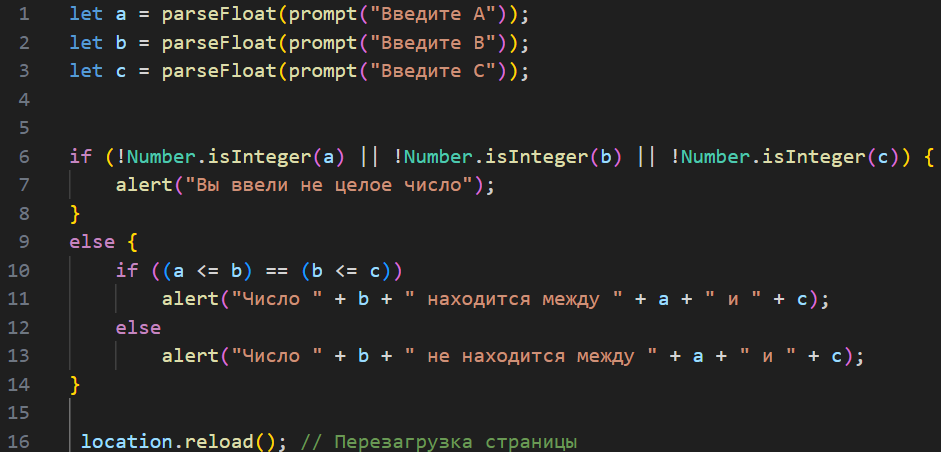 1 let a = parseFloat(prompt("Введите A"));
2 let b = parseFloat(prompt("Введите B"));
3 let c = parseFloat(prompt("Введите C"));
4
5
6 if (!Number.isInteger(a) || !Number.isInteger(b) || !Number.isInteger(c)) {
7     alert("Вы ввели не целое число");
8 }
9 else {
10     if ((a <= b) == (b <= c))
11         alert("Число " + b + " находится между " + a + " и " + c);
12     else
13         alert("Число " + b + " не находится между " + a + " и " + c);
14 }
15
16  location.reload(); // Перезагрузка страницы